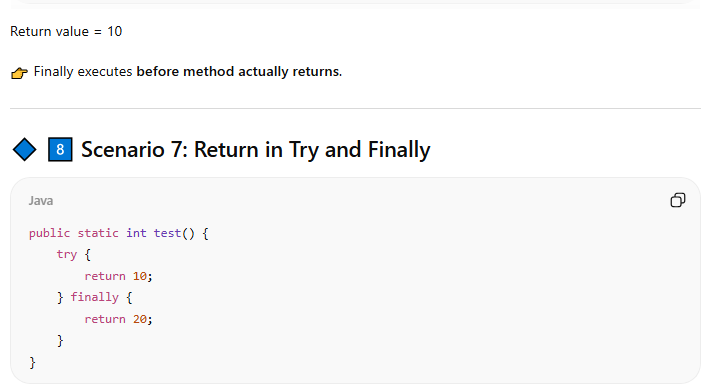 Return value = 10
👉 Finally executes before method actually returns.
🔷 8️⃣ Scenario 7: Return in Try and Finally
Java
public static int test() {
    try {
        return 10;
    } finally {
        return 20;
    }
}